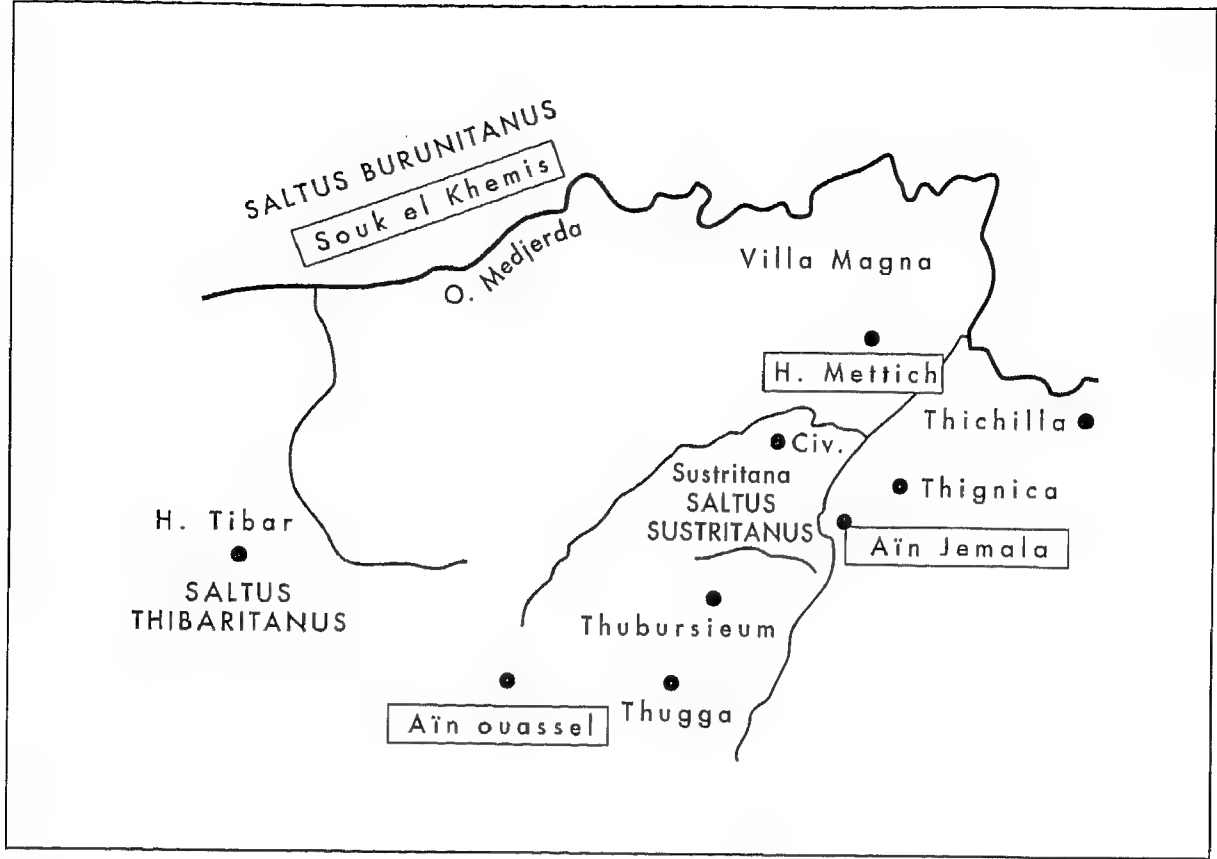 SALTUS BURUNITANUS
Souk el Khemis
O. Medjerda
Villa Magna
H. Mettich
Thichilla
Civ.
Sustritana
SALTUS
SUSTRITANUS
Thignica
Aïn Jemala
H. Tibar
SALTUS
THIBARITANUS
Thubursieum
Aïn ouassel
Thugga